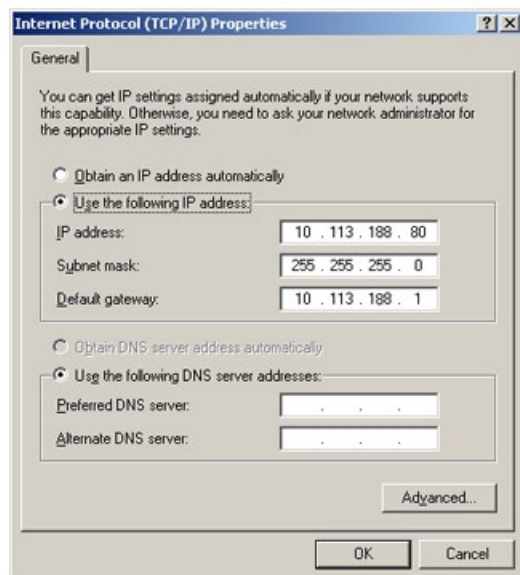 Internet Protocol (TCP/IP) Properties
General
You can get IP settings assigned automatically if your network supports
this capability. Otherwise, you need to ask your network administrator for
the appropriate IP settings.
Obtain an IP address automatically
Use the following IP address:
IP address: 10 . 113 . 188 . 80
Subnet mask: 255 . 255 . 255 . 0
Default gateway: 10 . 113 . 188 . 1
Obtain DNS server address automatically
Use the following DNS server addresses:
Preferred DNS server: . . .
Alternate DNS server: . . .
Advanced...
OK Cancel